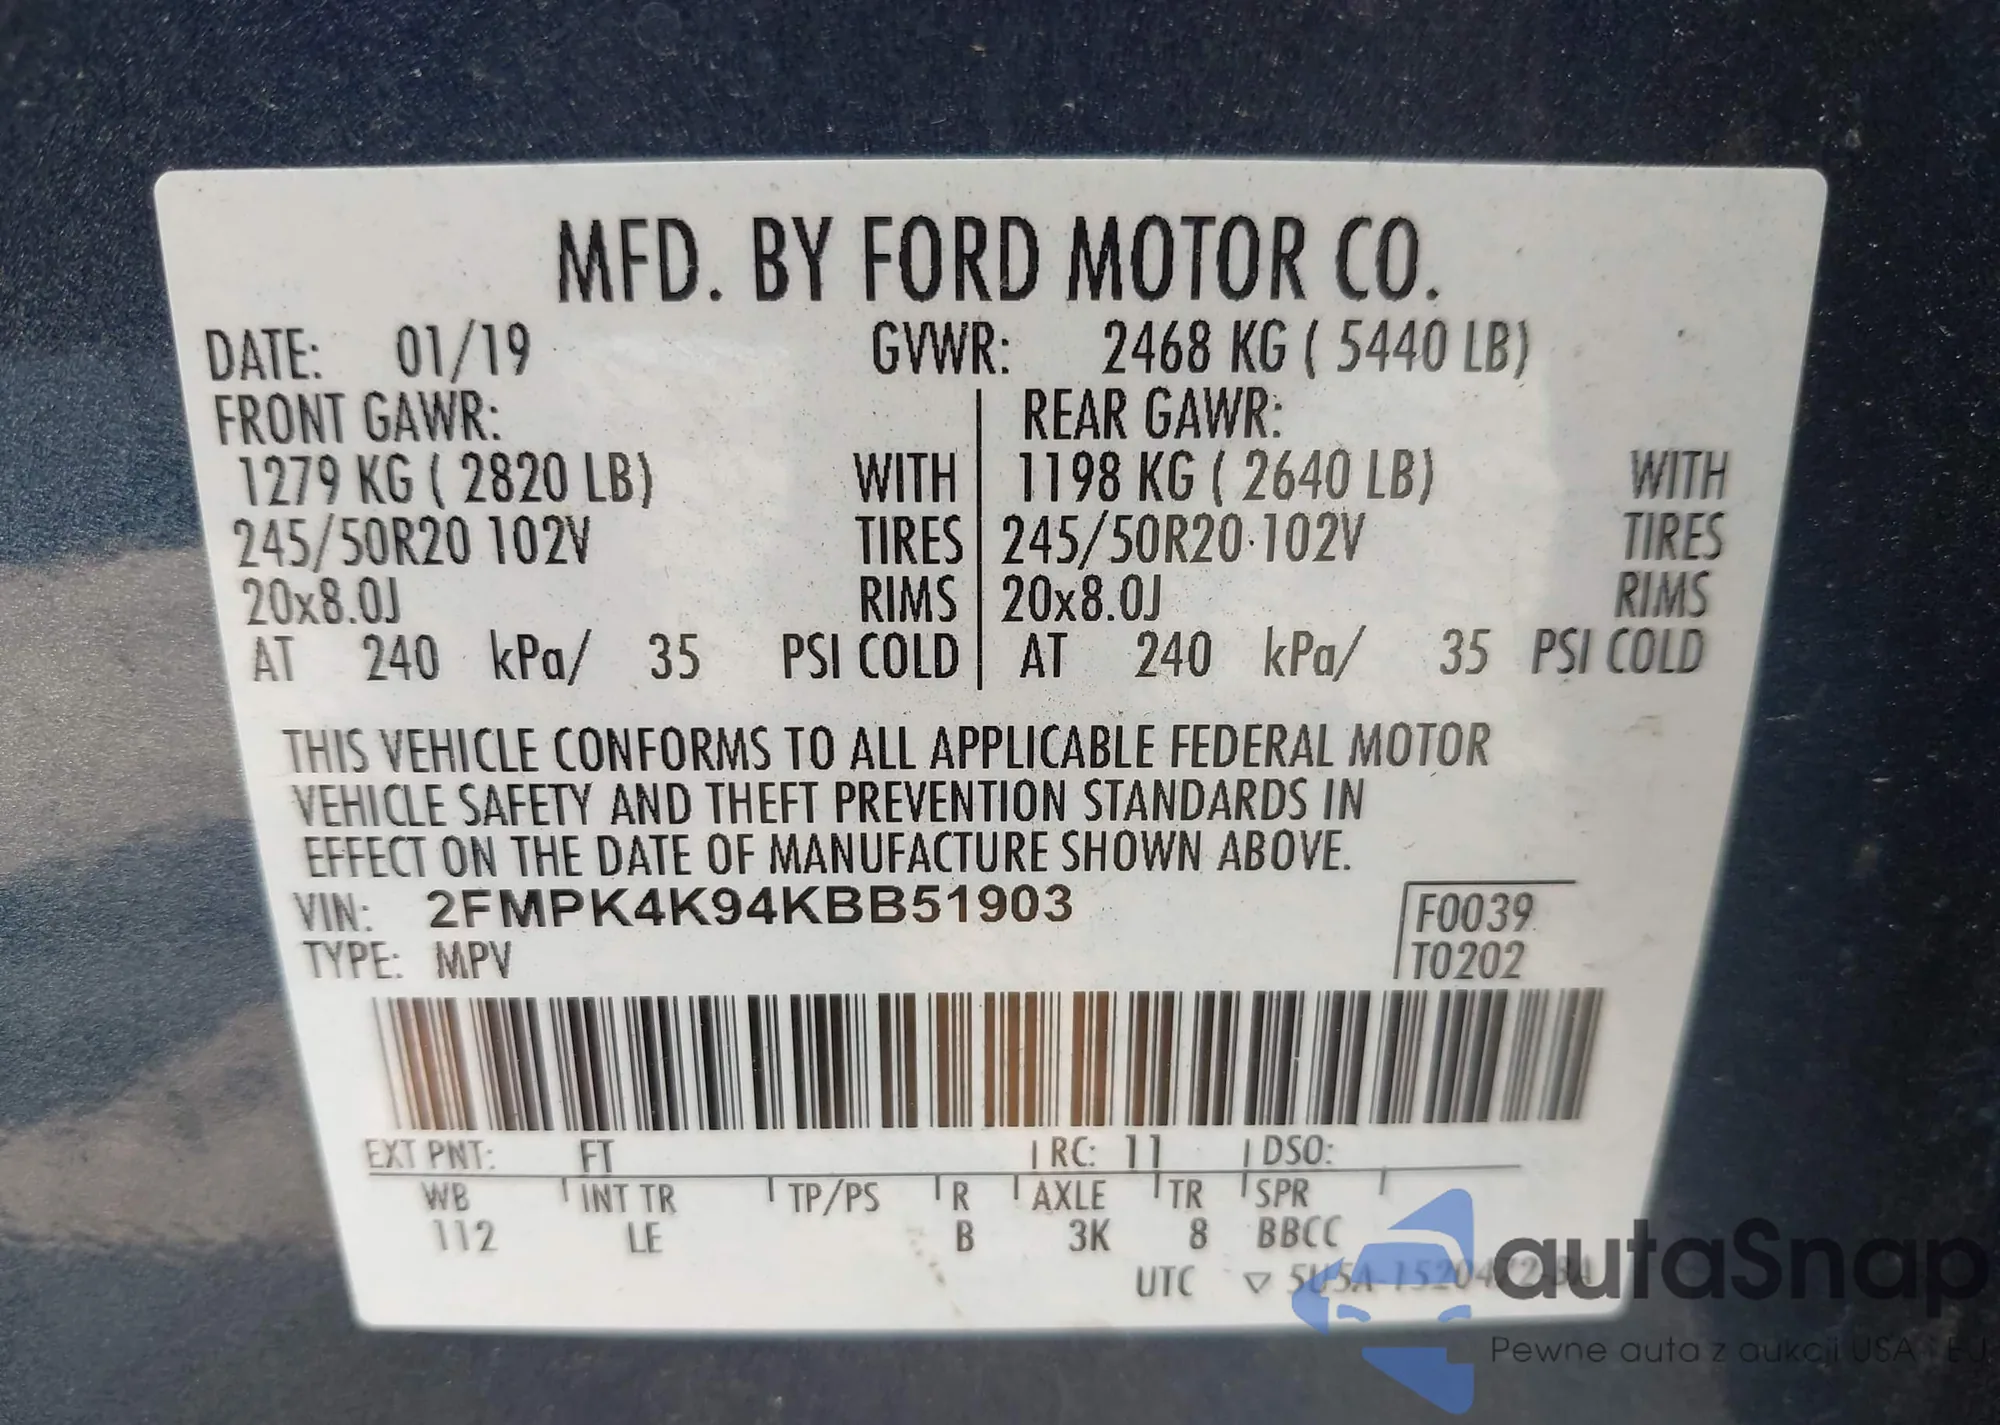 MFD. BY FORD MOTOR CO.
DATE: 01/19 GVWR: 2468 KG ( 5440 LB)
FRONT GAWR: REAR GAWR:
1279 KG ( 2820 LB) WITH 1198 KG ( 2640 LB) WITH
245/50R20 102V TIRES 245/50R20 102V TIRES
20x8.0J RIMS 20x8.0J RIMS
AT 240 kPa/ 35 PSI COLD AT 240 kPa/ 35 PSI COLD
THIS VEHICLE CONFORMS TO ALL APPLICABLE FEDERAL MOTOR
VEHICLE SAFETY AND THEFT PREVENTION STANDARDS IN
EFFECT ON THE DATE OF MANUFACTURE SHOWN ABOVE.
VIN: 2FMPK4K94KBB51903 F0039
TYPE: MPV T0202
EXT PNT: FT RC: 11 DSO:
WB INT TR TP/PS R AXLE TR SPR
112 LE B 3K 8 BBCC
UTC ▽ 5U5A-1520472-BA
autaSnap
Pewne auta z aukcji USA i EU